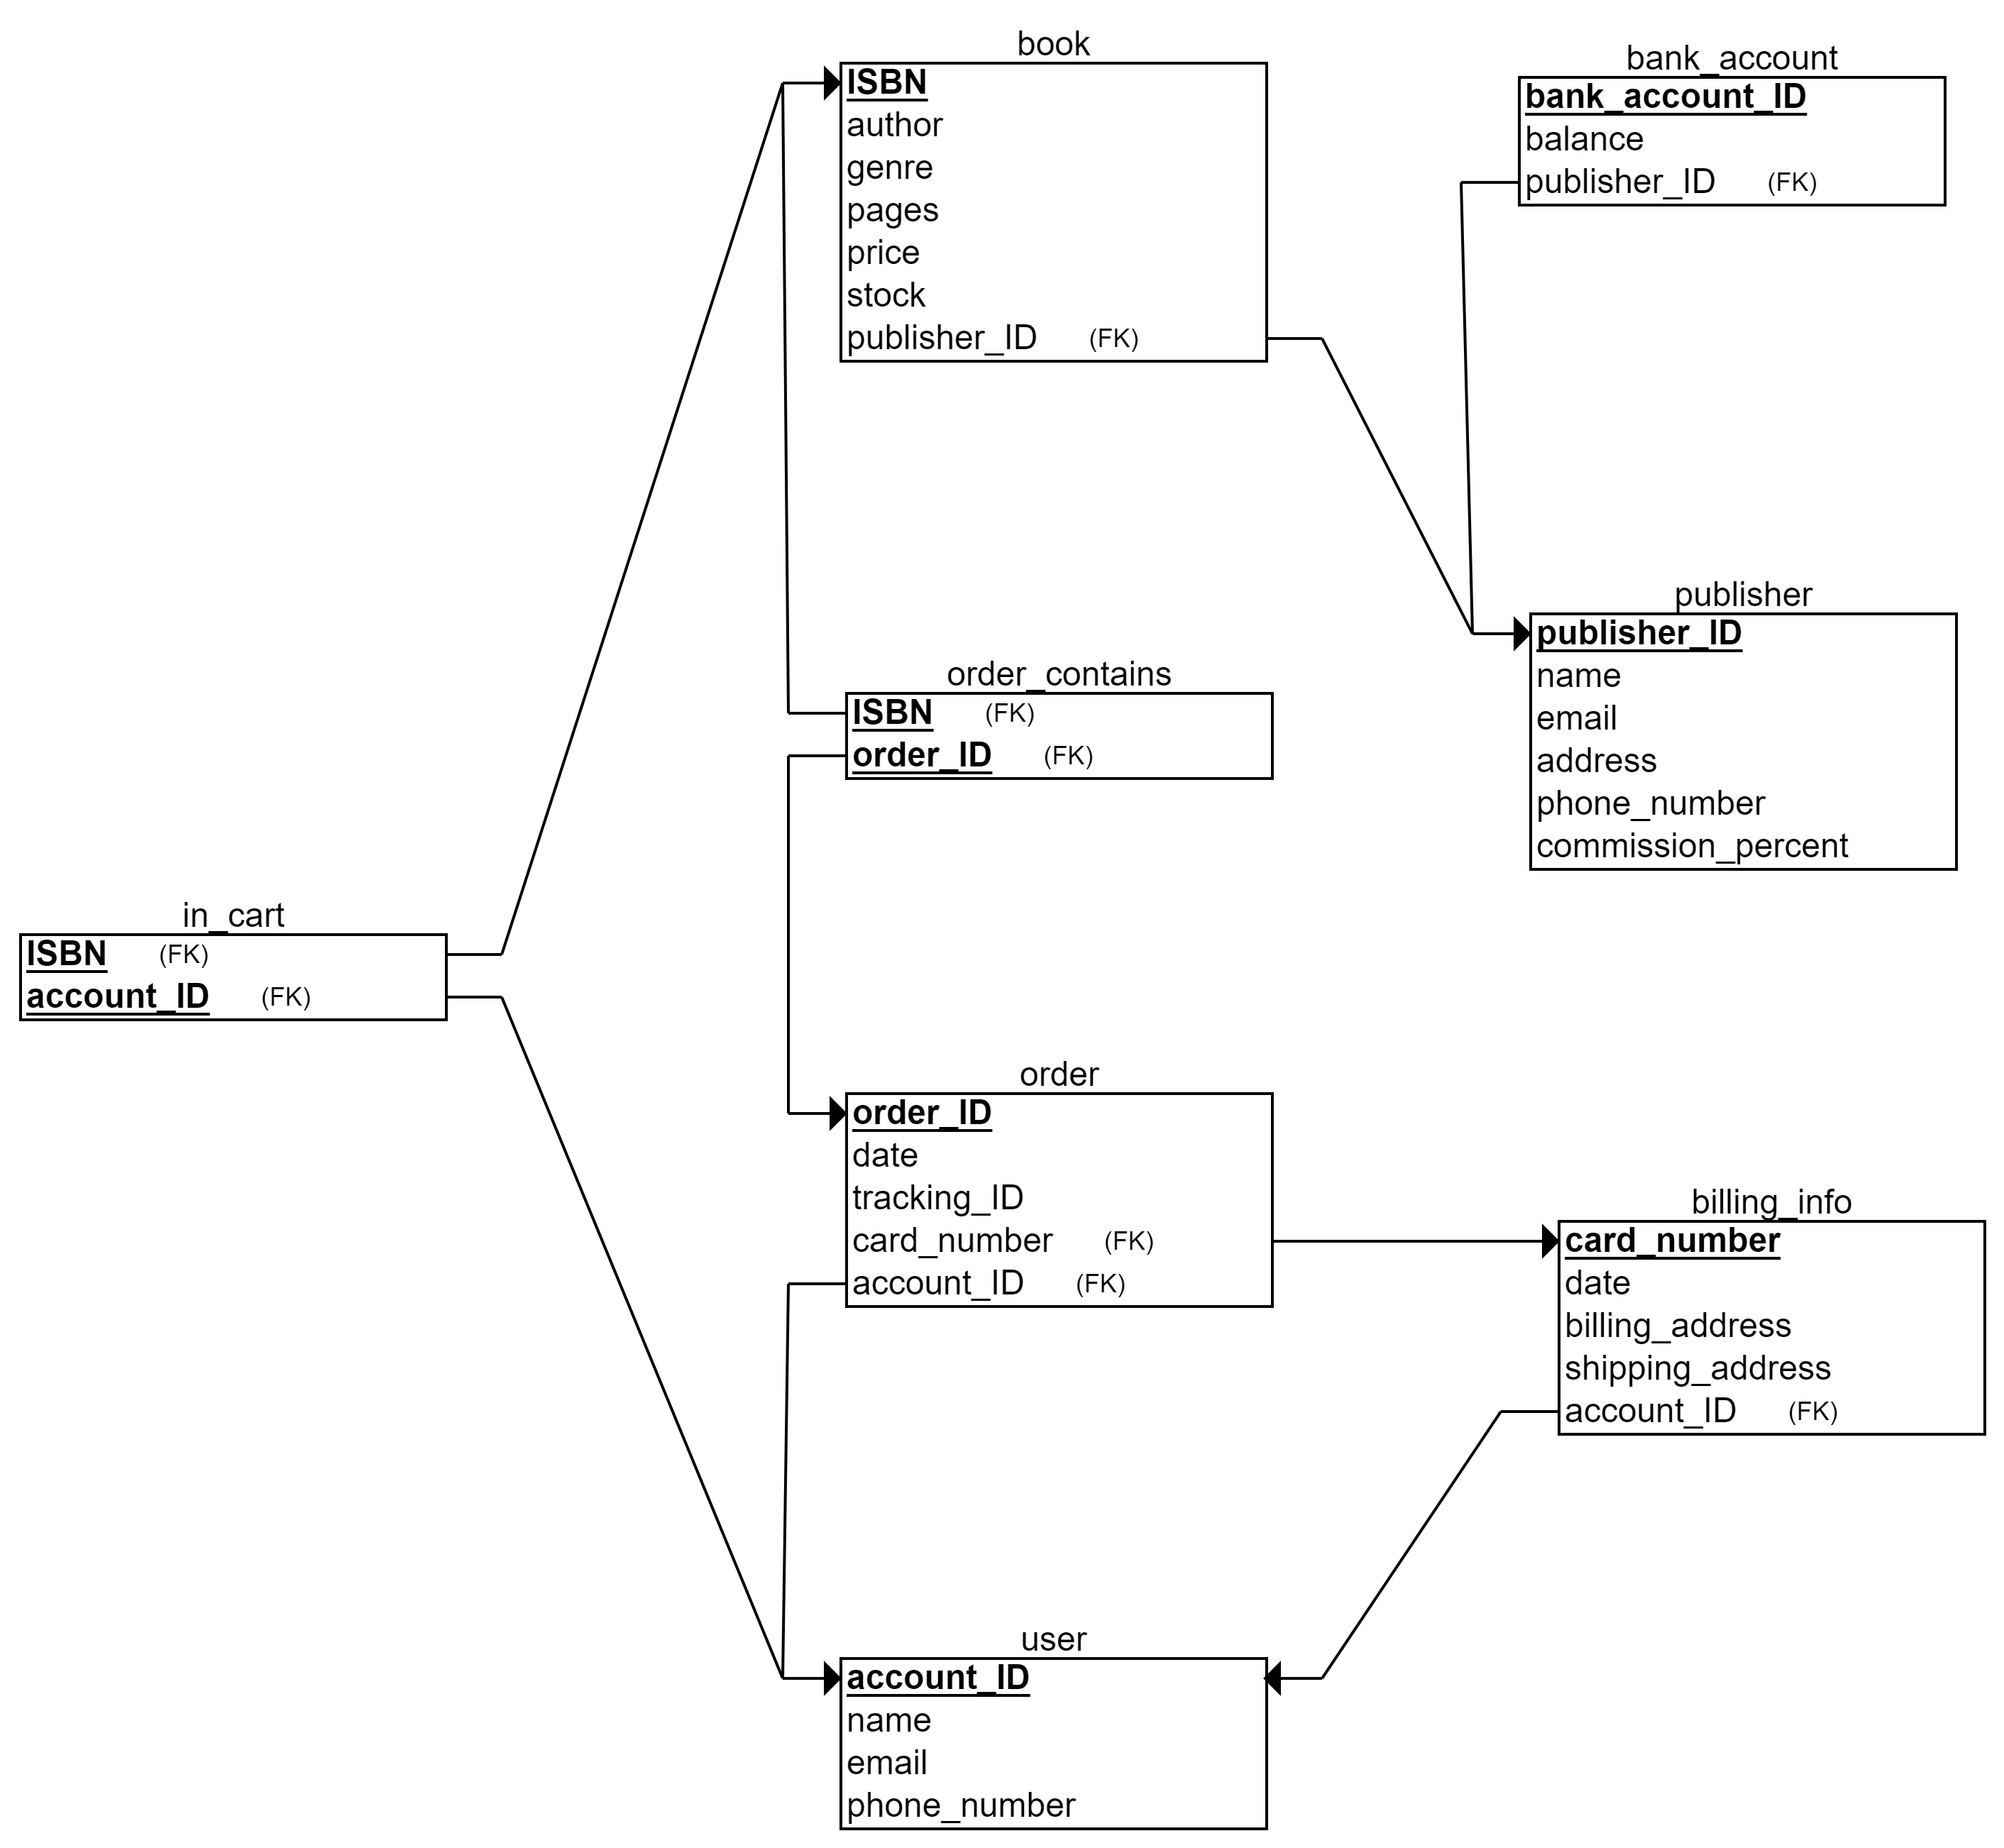 book
ISBN
author
genre
pages
price
stock
publisher_ID (FK)
bank_account
bank_account_ID
balance
publisher_ID (FK)
publisher
publisher_ID
name
email
address
phone_number
commission_percent
order_contains
ISBN (FK)
order_ID (FK)
in_cart
ISBN (FK)
account_ID (FK)
order
order_ID
date
tracking_ID
card_number (FK)
account_ID (FK)
billing_info
card_number
date
billing_address
shipping_address
account_ID (FK)
user
account_ID
name
email
phone_number